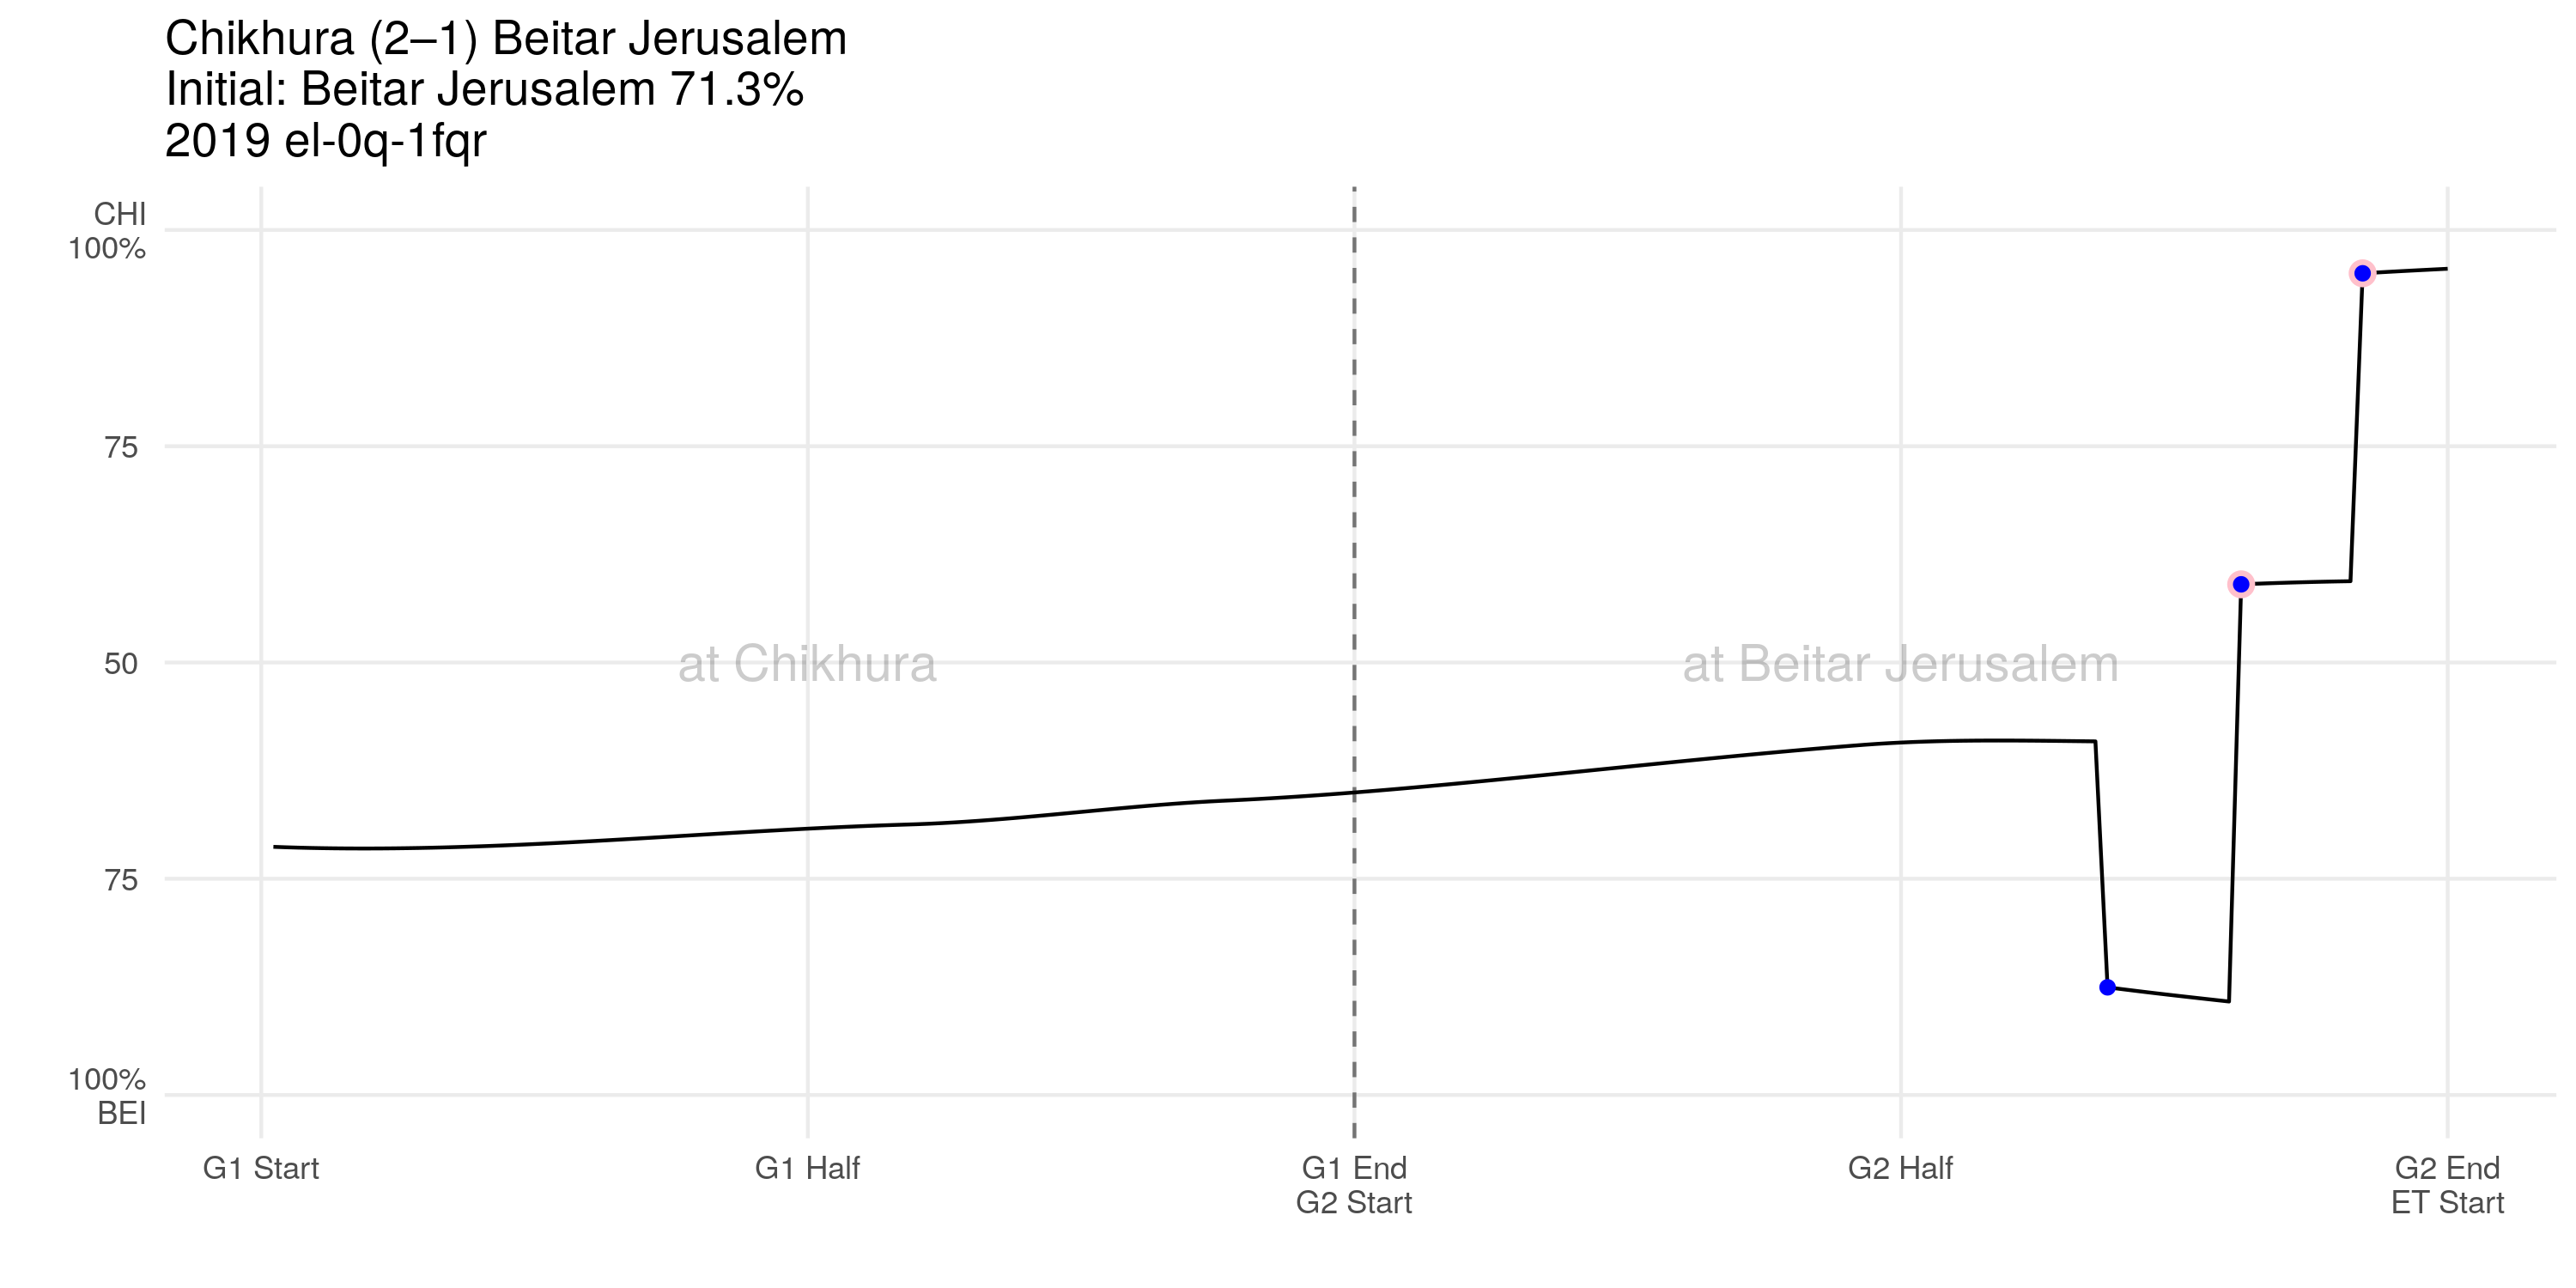 Chikhura (2–1) Beitar Jerusalem
Initial: Beitar Jerusalem 71.3%
2019 el-0q-1fqr
CHI
100%
75
50
75
100%
BEI
at Chikhura
at Beitar Jerusalem
G1 Start
G1 Half
G1 End
G2 Start
G2 Half
G2 End
ET Start